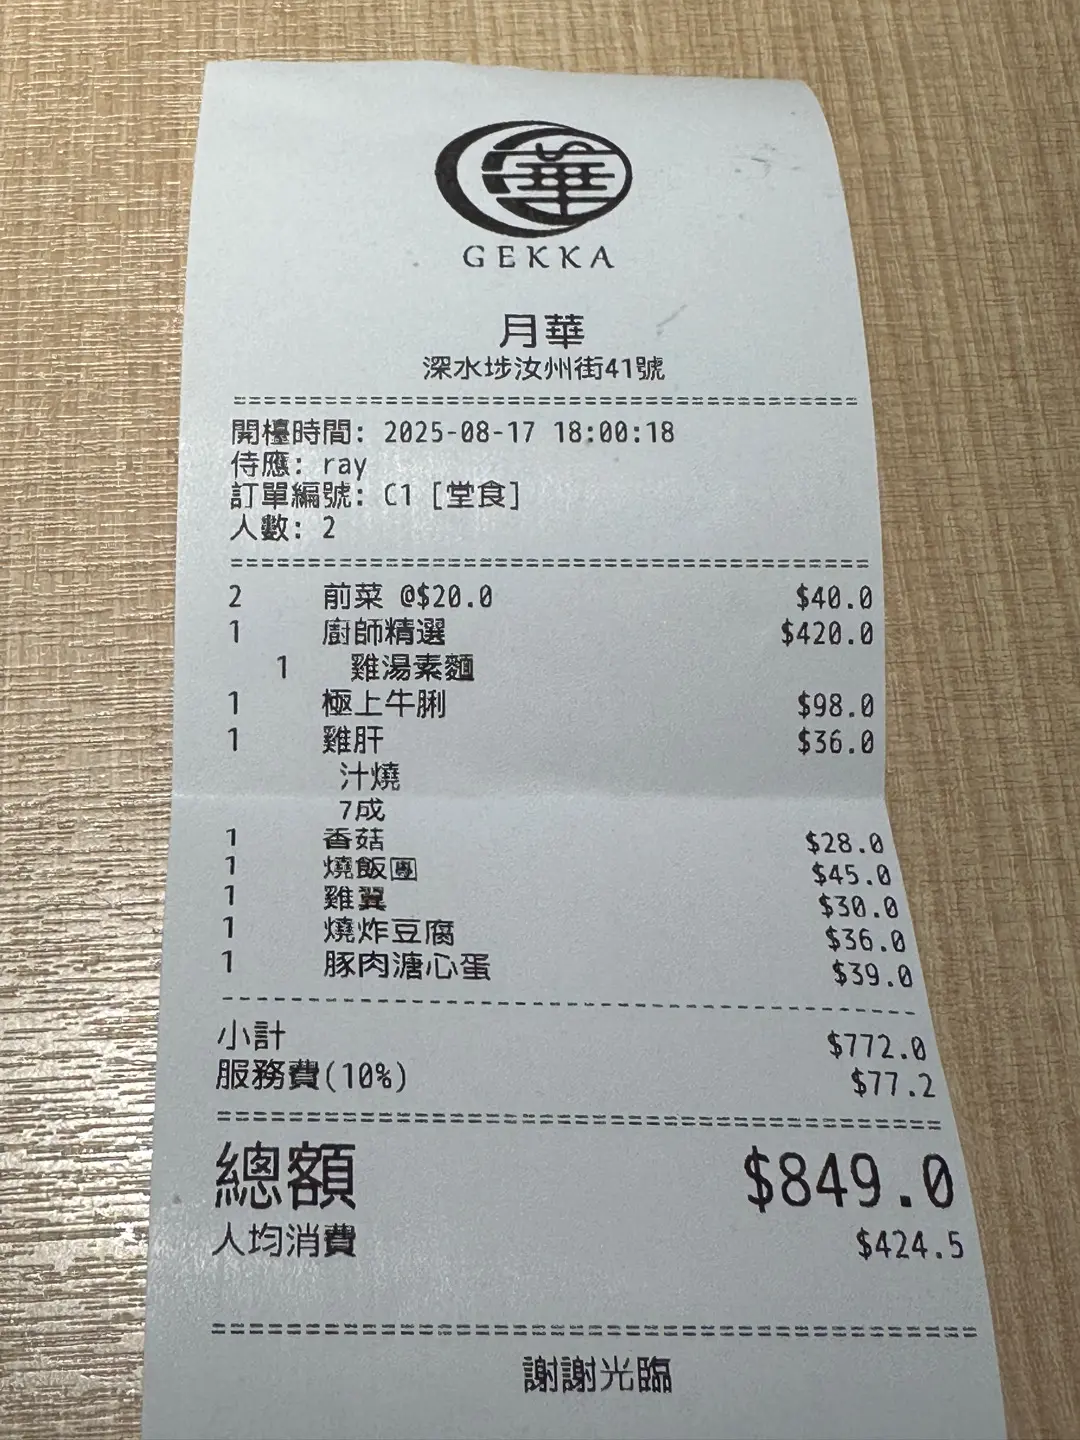 華
GEKKA
月華
深水埗汝州街41號
開檯時間: 2025-08-17 18:00:18
侍應: ray
訂單編號: C1 [堂食]
人數: 2
2 前菜 @$20.0 $40.0
1 廚師精選 $420.0
1 雞湯素麵
1 極上牛脷 $98.0
1 雞肝 $36.0
汁燒
7成
1 香菇 $28.0
1 燒飯團 $45.0
1 雞翼 $30.0
1 燒炸豆腐 $36.0
1 豚肉溏心蛋 $39.0
小計 $772.0
服務費(10%) $77.2
總額 $849.0
人均消費 $424.5
謝謝光臨